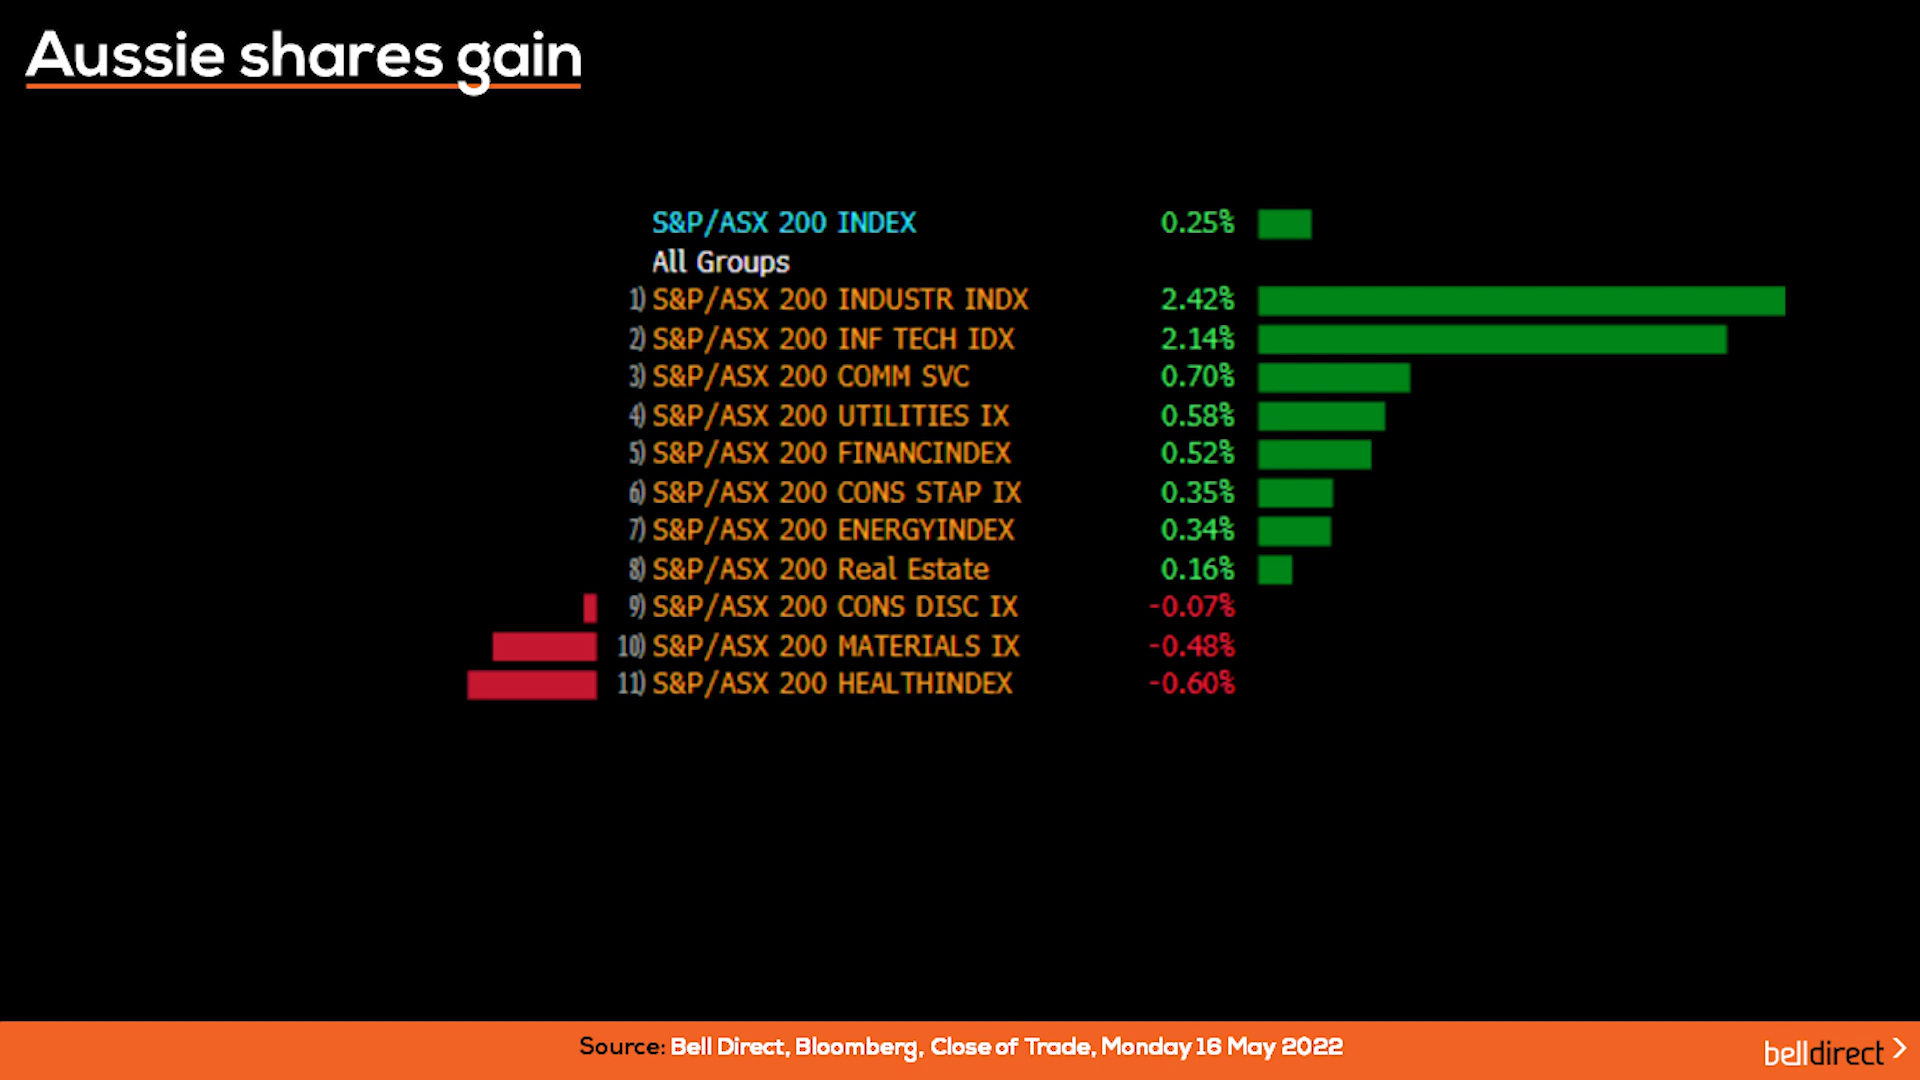 Aussie shares gain
S&P/ASX 200 INDEX 0.25%
All Groups
1) S&P/ASX 200 INDUSTR INDX 2.42%
2) S&P/ASX 200 INF TECH IDX 2.14%
3) S&P/ASX 200 COMM SVC 0.70%
4) S&P/ASX 200 UTILITIES IX 0.58%
5) S&P/ASX 200 FINANCINDEX 0.52%
6) S&P/ASX 200 CONS STAP IX 0.35%
7) S&P/ASX 200 ENERGYINDEX 0.34%
8) S&P/ASX 200 Real Estate 0.16%
9) S&P/ASX 200 CONS DISC IX -0.07%
10) S&P/ASX 200 MATERIALS IX -0.48%
11) S&P/ASX 200 HEALTHINDEX -0.60%
Source: Bell Direct, Bloomberg, Close of Trade, Monday 16 May 2022
belldirect